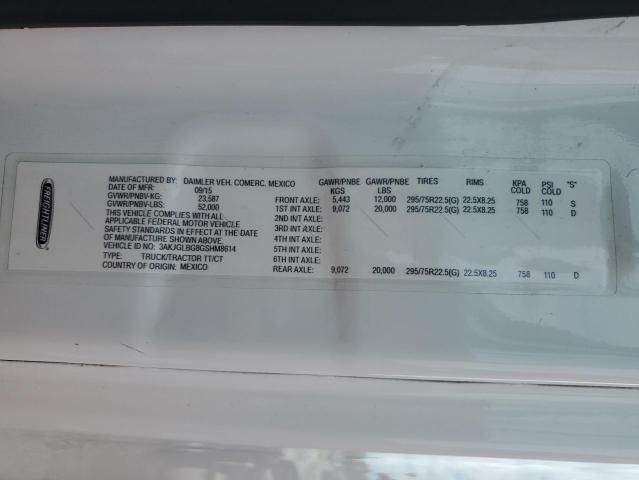 FREIGHTLINER
MANUFACTURED BY: DAIMLER VEH. COMERC. MEXICO
DATE OF MFR: 09/15
GVWR/PNBV-KG: 23,587
GVWR/PNBV-LBS: 52,000
THIS VEHICLE COMPLIES WITH ALL
APPLICABLE FEDERAL MOTOR VEHICLE
SAFETY STANDARDS IN EFFECT AT THE DATE
OF MANUFACTURE SHOWN ABOVE.
VEHICLE ID NO: 3AKJGLBG8GSHM8614
TYPE: TRUCK/TRACTOR TT/CT
COUNTRY OF ORIGIN: MEXICO
GAWR/PNBE KGS GAWR/PNBE LBS TIRES RIMS KPA COLD PSI COLD "S"
FRONT AXLE: 5,443 12,000 295/75R22.5(G) 22.5X8.25 758 110 S
1ST INT AXLE: 9,072 20,000 295/75R22.5(G) 22.5X8.25 758 110 D
2ND INT AXLE:
3RD INT AXLE:
4TH INT AXLE:
5TH INT AXLE:
6TH INT AXLE:
REAR AXLE: 9,072 20,000 295/75R22.5(G) 22.5X8.25 758 110 D